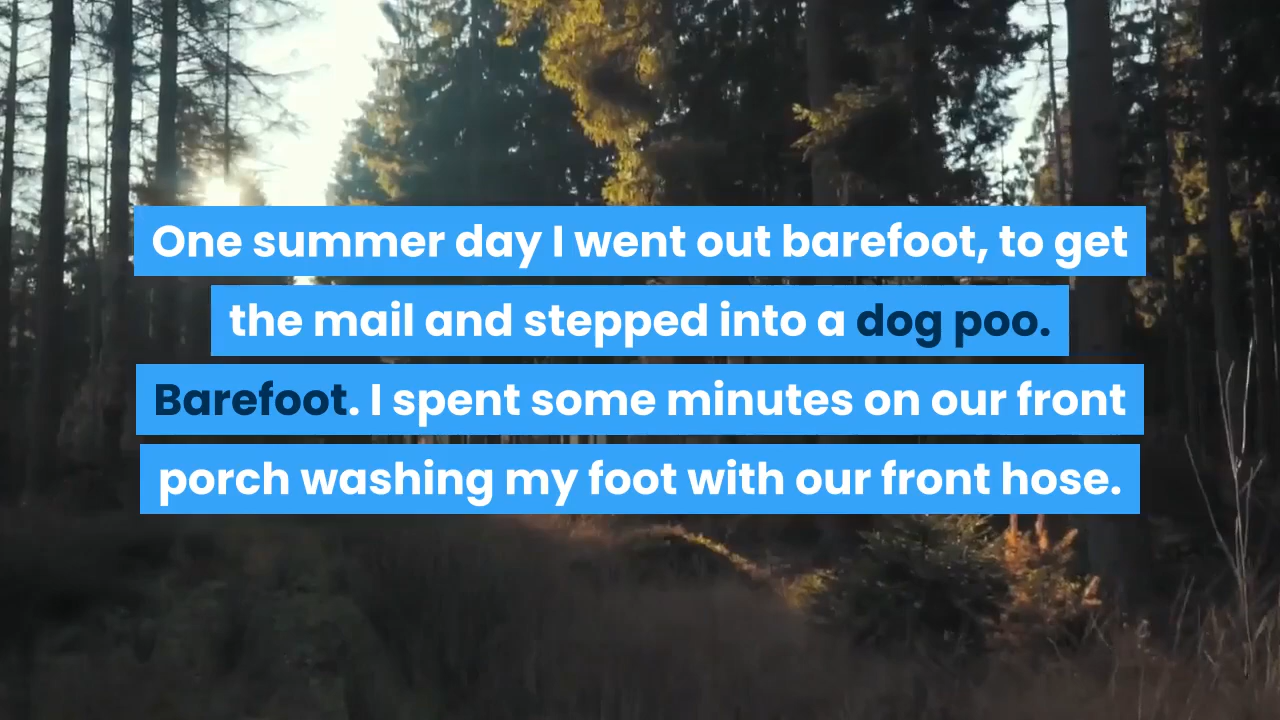 One summer day I went out barefoot, to get
the mail and stepped into a dog poo.
Barefoot. I spent some minutes on our front
porch washing my foot with our front hose.